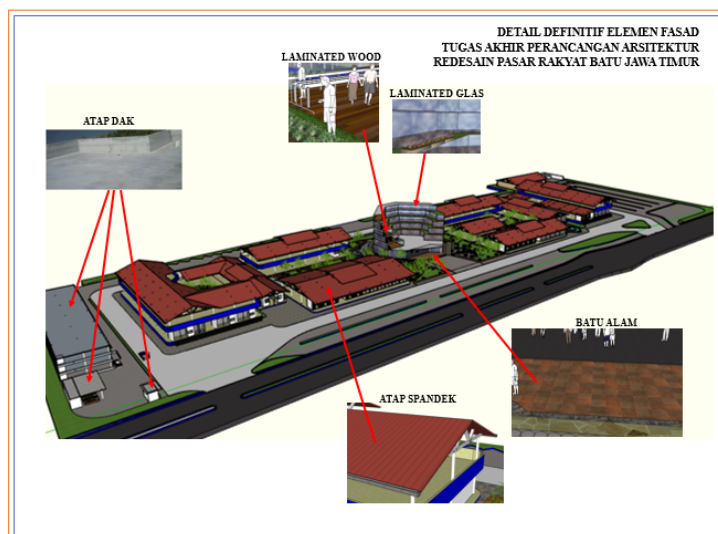 DETAIL DEFINITIF ELEMEN FASAD
TUGAS AKHIR PERANCANGAN ARSITEKTUR
REDESAIN PASAR RAKYAT BATU JAWA TIMUR
LAMINATED WOOD
LAMINATED GLAS
ATAP DAK
BATU ALAM
ATAP SPANDEK